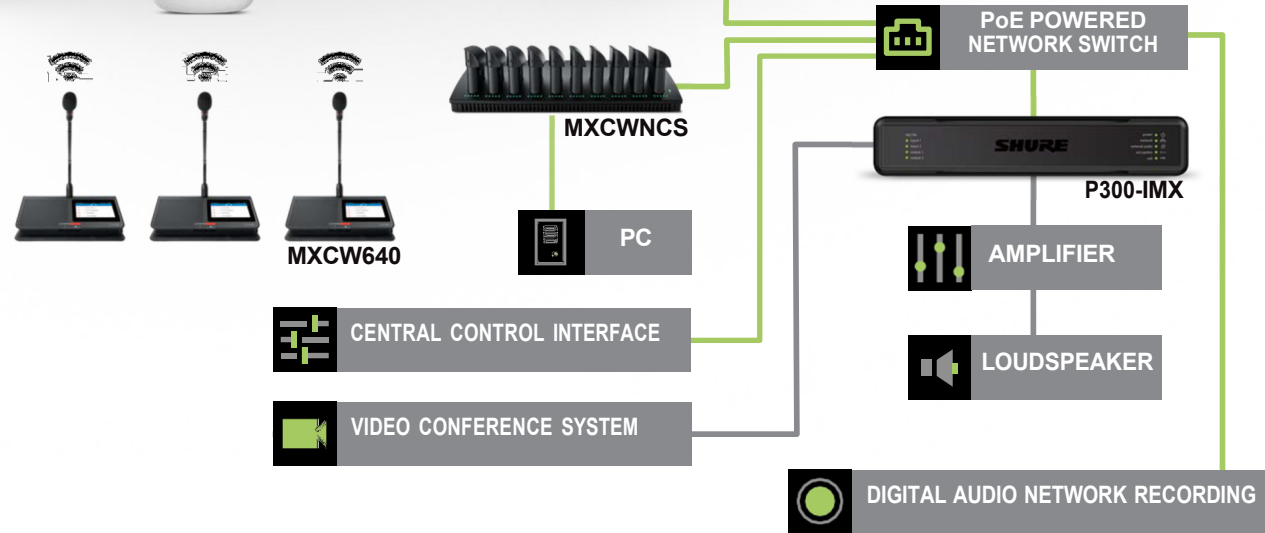 PoE POWERED
NETWORK SWITCH
MXCWNCS
SHURE
P300-IMX
PC
AMPLIFIER
MXCW640
CENTRAL CONTROL INTERFACE
LOUDSPEAKER
VIDEO CONFERENCE SYSTEM
DIGITAL AUDIO NETWORK RECORDING